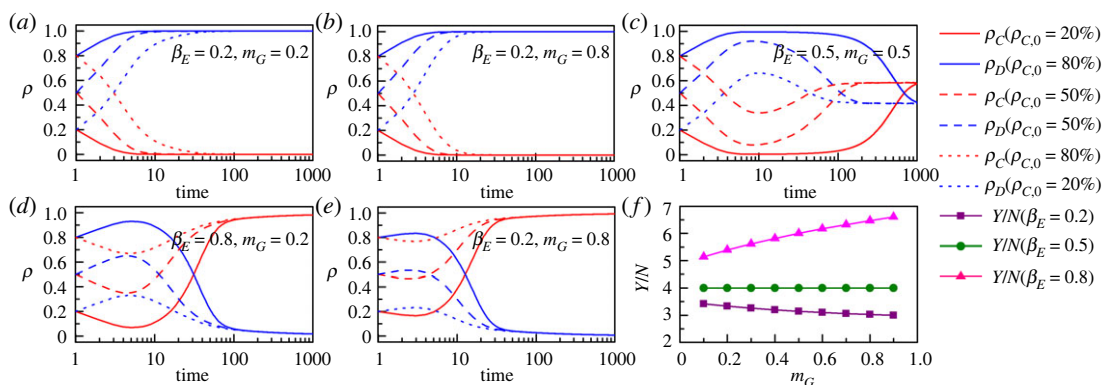 (a)
1.0
0.8
0.6
ρ
0.4
0.2
0
β_E = 0.2, m_G = 0.2
1 10 100 1000
time
(b)
1.0
0.8
0.6
ρ
0.4
0.2
0
β_E = 0.2, m_G = 0.8
1 10 100 1000
time
(c)
1.0
0.8
0.6
ρ
0.4
0.2
0
β_E = 0.5, m_G = 0.5
1 10 100 1000
time
ρ_C(ρ_C,0 = 20%)
ρ_D(ρ_C,0 = 80%)
ρ_C(ρ_C,0 = 50%)
ρ_D(ρ_C,0 = 50%)
ρ_C(ρ_C,0 = 80%)
ρ_D(ρ_C,0 = 20%)
Y/N(β_E = 0.2)
Y/N(β_E = 0.5)
Y/N(β_E = 0.8)
(d)
1.0
0.8
0.6
ρ
0.4
0.2
0
β_E = 0.8, m_G = 0.2
1 10 100 1000
time
(e)
1.0
0.8
0.6
ρ
0.4
0.2
0
β_E = 0.2, m_G = 0.8
1 10 100 1000
time
(f)
7
6
5
Y/N
4
3
2
0 0.2 0.4 0.6 0.8 1.0
m_G